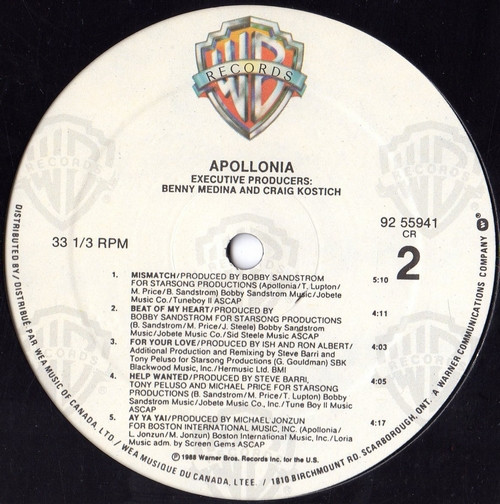 WB
RECORDS
APOLLONIA
EXECUTIVE PRODUCERS:
BENNY MEDINA AND CRAIG KOSTICH
33 1/3 RPM
92 55941
CR
2
1. MISMATCH/PRODUCED BY BOBBY SANDSTROM
FOR STARSONG PRODUCTIONS (Apollonia/T. Lupton/
M. Price/B. Sandstrom) Bobby Sandstrom Music/Jobete
Music Co./Tuneboy II ASCAP
5:10
2. BEAT OF MY HEART/PRODUCED BY
BOBBY SANDSTROM FOR STARSONG PRODUCTIONS
(B. Sandstrom/M. Price/J. Steele) Bobby Sandstrom
Music/Jobete Music Co./Sid Steele Music ASCAP
4:11
3. FOR YOUR LOVE/PRODUCED BY ISH AND RON ALBERT/
Additional Production and Remixing by Steve Barri and
Tony Peluso for Starsong Productions (G. Gouldman) SBK
Blackwood Music, Inc./Hermusic Ltd. BMI
4:03
4. HELP WANTED/PRODUCED BY STEVE BARRI,
TONY PELUSO AND MICHAEL PRICE FOR STARSONG
PRODUCTIONS (B. Sandstrom/M. Price/T. Lupton) Bobby
Sandstrom Music/Jobete Music Co., Inc./Tune Boy II Music
ASCAP
4:05
5. AY YA YAI/PRODUCED BY MICHAEL JONZUN
FOR BOSTON INTERNATIONAL MUSIC, INC. (Apollonia/
L. Jonzun/M. Jonzun) Boston International Music, Inc./Loria
Music adm. by Screen Gems ASCAP
4:17
℗ 1988 Warner Bros. Records Inc. for the U.S.
DISTRIBUTED BY/DISTRIBUÉ PAR WEA MUSIC OF CANADA, LTD./WEA MUSIQUE DU CANADA, LTEE. / 1810 BIRCHMOUNT RD. SCARBOROUGH, ONT. A WARNER COMMUNICATIONS COMPANY